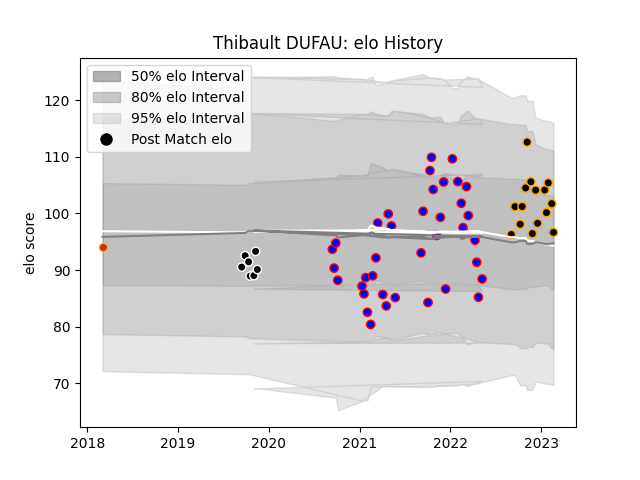 Thibault DUFAU: elo History
50% elo Interval
80% elo Interval
95% elo Interval
Post Match elo
elo score
120
110
100
90
80
70
2018
2019
2020
2021
2022
2023